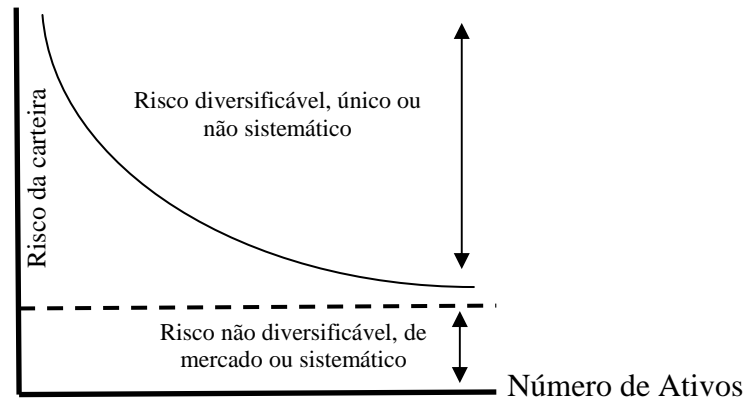 Risco da carteira
Risco diversificável, único ou
não sistemático
Risco não diversificável, de
mercado ou sistemático
Número de Ativos